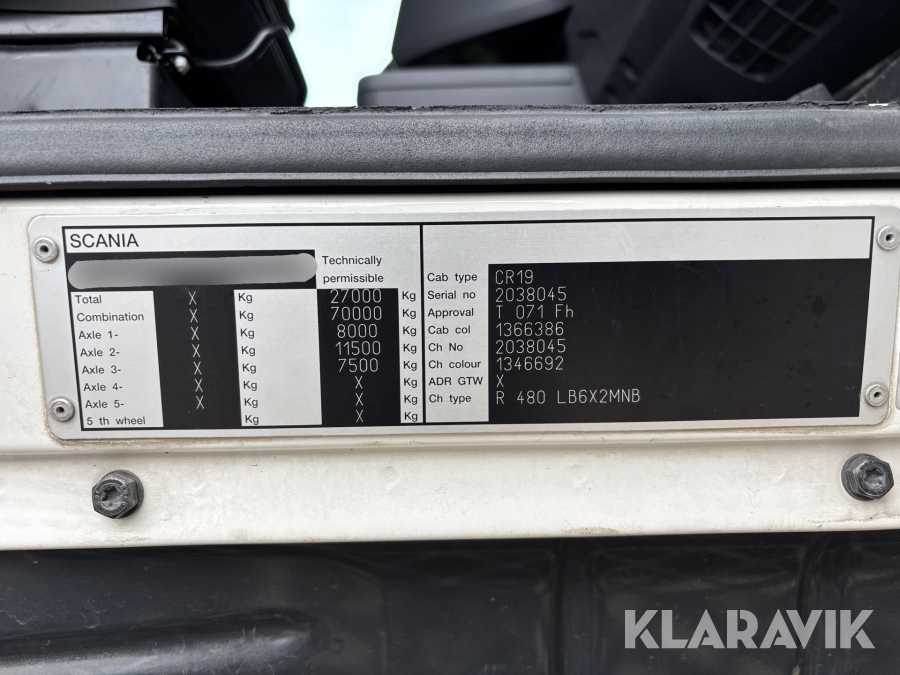 SCANIA
Technically
permissible
Total X Kg 27000 Kg
Combination X Kg 70000 Kg
Axle 1- X Kg 8000 Kg
Axle 2- X Kg 11500 Kg
Axle 3- X Kg 7500 Kg
Axle 4- X Kg X Kg
Axle 5- X Kg X Kg
5 th wheel Kg X Kg
Cab type CR19
Serial no 2038045
Approval T 071 Fh
Cab col 1366386
Ch No 2038045
Ch colour 1346692
ADR GTW X
Ch type R 480 LB6X2MNB
KLARAVIK